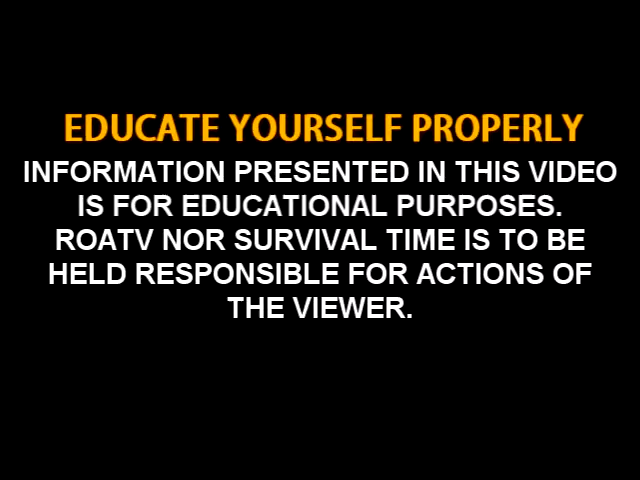 EDUCATE YOURSELF PROPERLY
INFORMATION PRESENTED IN THIS VIDEO
IS FOR EDUCATIONAL PURPOSES.
ROATV NOR SURVIVAL TIME IS TO BE
HELD RESPONSIBLE FOR ACTIONS OF
THE VIEWER.